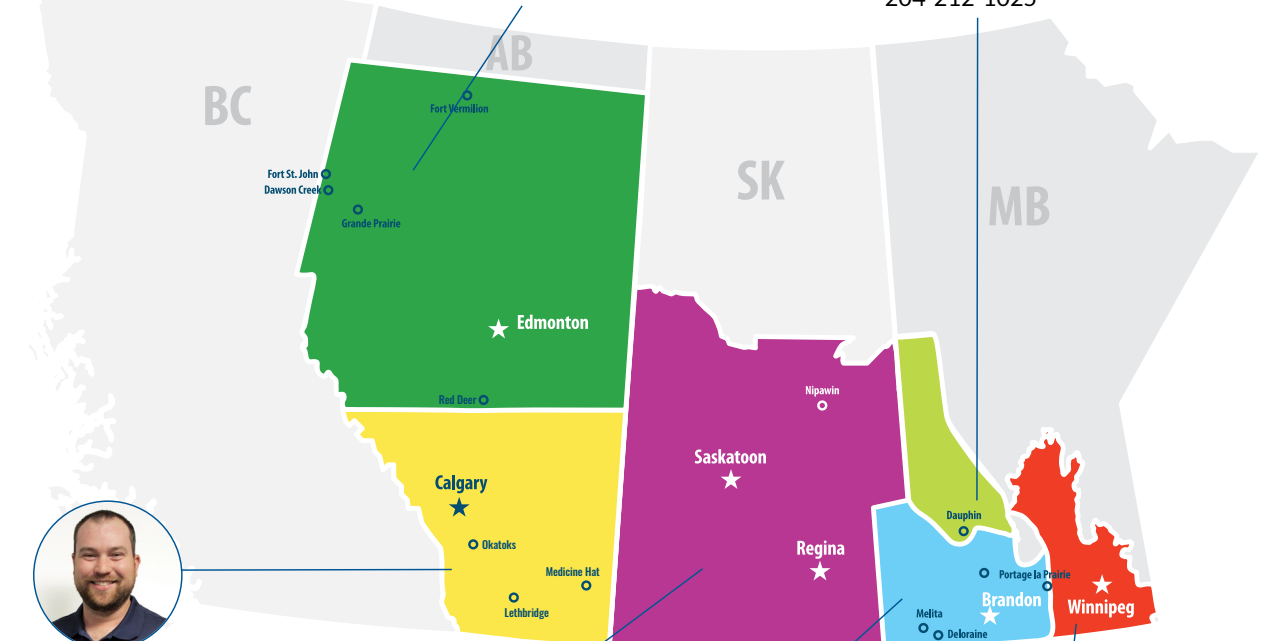 204-212-1025
AB
BC
Fort Vermilion
Fort St. John
SK
Dawson Creek
MB
Grande Prairie
Edmonton
Nipawin
Red Deer
Saskatoon
Calgary
Dauphin
Okatoks
Regina
Medicine Hat
Portage la Prairie
Brandon
Winnipeg
Lethbridge
Melita
Deloraine